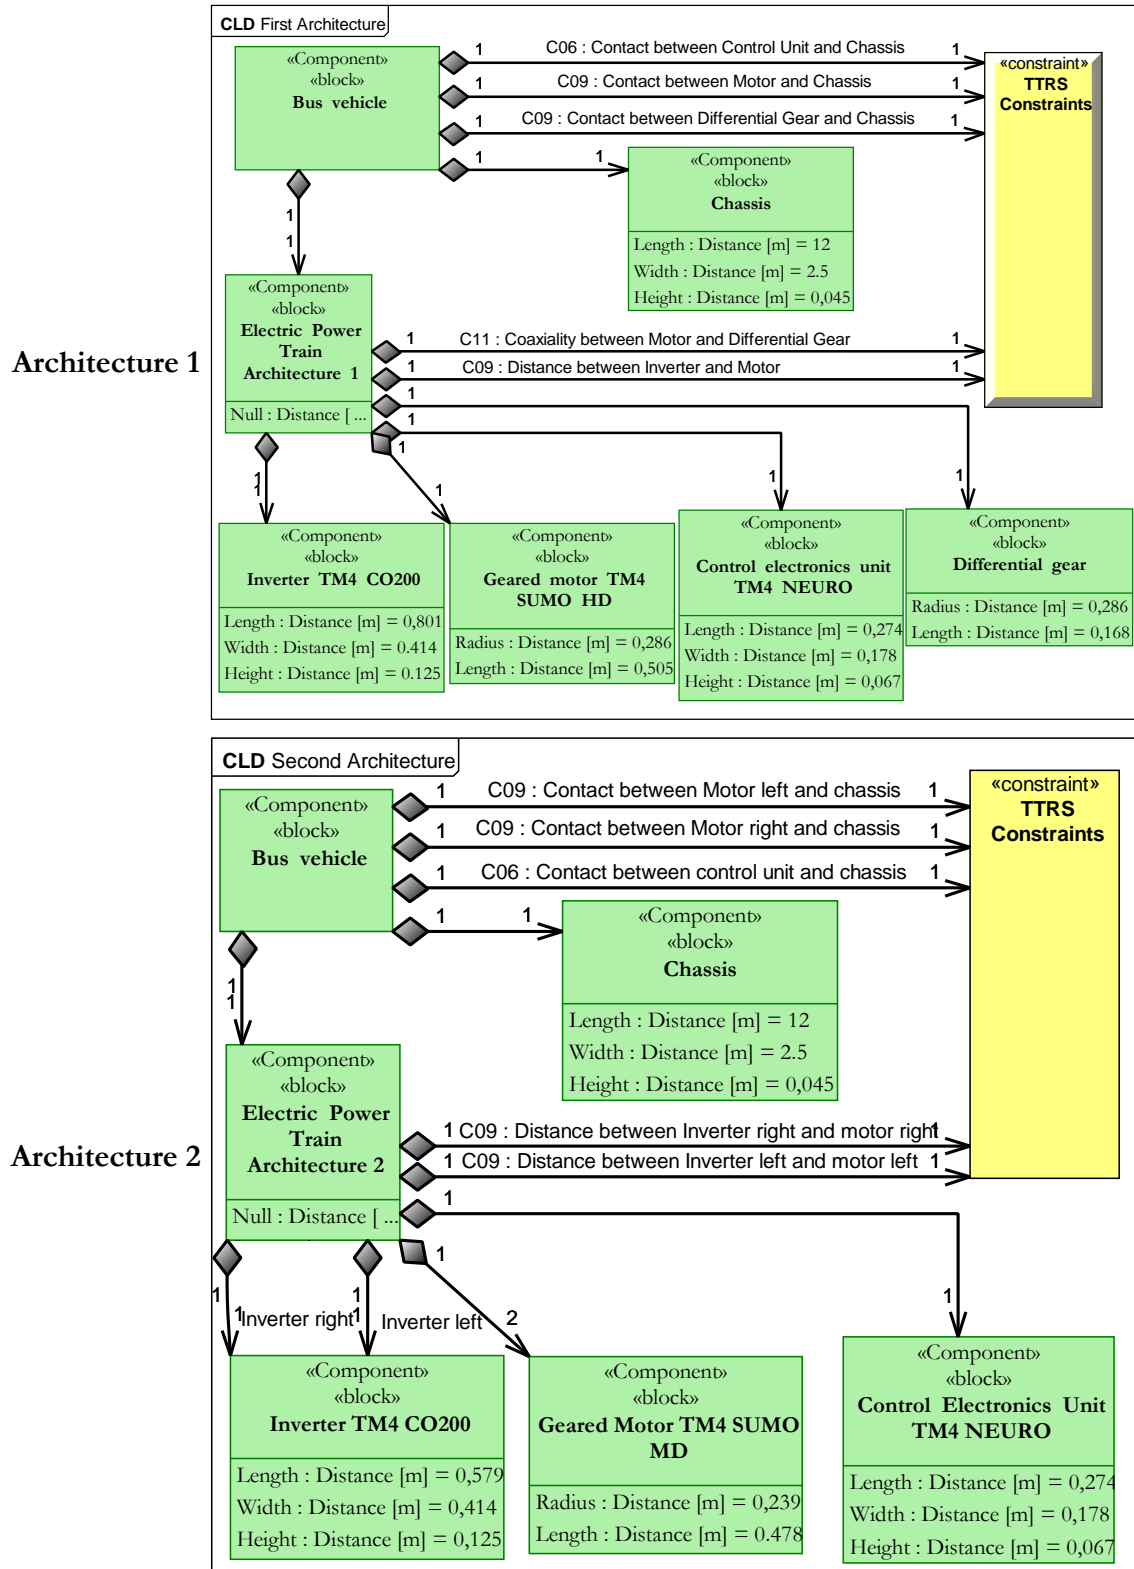 CLD First Architecture
«Component»
«block»
Bus vehicle
1 C06 : Contact between Control Unit and Chassis 1
1 C09 : Contact between Motor and Chassis 1
1 C09 : Contact between Differential Gear and Chassis 1
1 1
«constraint»
TTRS
Constraints
«Component»
«block»
Chassis
Length : Distance [m] = 12
Width : Distance [m] = 2.5
Height : Distance [m] = 0,045
1
1
Architecture 1
«Component»
«block»
Electric Power
Train
Architecture 1
Null : Distance [ ...
1 C11 : Coaxiality between Motor and Differential Gear 1
1 C09 : Distance between Inverter and Motor 1
1
1
1
1
1
1
1
1
«Component»
«block»
Inverter TM4 CO200
Length : Distance [m] = 0,801
Width : Distance [m] = 0.414
Height : Distance [m] = 0.125
«Component»
«block»
Geared motor TM4
SUMO HD
Radius : Distance [m] = 0,286
Length : Distance [m] = 0,505
«Component»
«block»
Control electronics unit
TM4 NEURO
Length : Distance [m] = 0,274
Width : Distance [m] = 0,178
Height : Distance [m] = 0,067
«Component»
«block»
Differential gear
Radius : Distance [m] = 0,286
Length : Distance [m] = 0,168
CLD Second Architecture
«Component»
«block»
Bus vehicle
1 C09 : Contact between Motor left and chassis 1
1 C09 : Contact between Motor right and chassis 1
1 C06 : Contact between control unit and chassis 1
1 1
«constraint»
TTRS
Constraints
«Component»
«block»
Chassis
Length : Distance [m] = 12
Width : Distance [m] = 2.5
Height : Distance [m] = 0,045
1
1
Architecture 2
«Component»
«block»
Electric Power
Train
Architecture 2
Null : Distance [ ...
1 C09 : Distance between Inverter right and motor right 1
1 C09 : Distance between Inverter left and motor left 1
1
1
1
1 Inverter right
1
1 Inverter left
1
2
1
«Component»
«block»
Inverter TM4 CO200
Length : Distance [m] = 0,579
Width : Distance [m] = 0,414
Height : Distance [m] = 0,125
«Component»
«block»
Geared Motor TM4 SUMO
MD
Radius : Distance [m] = 0,239
Length : Distance [m] = 0.478
«Component»
«block»
Control Electronics Unit
TM4 NEURO
Length : Distance [m] = 0,274
Width : Distance [m] = 0,178
Height : Distance [m] = 0,067